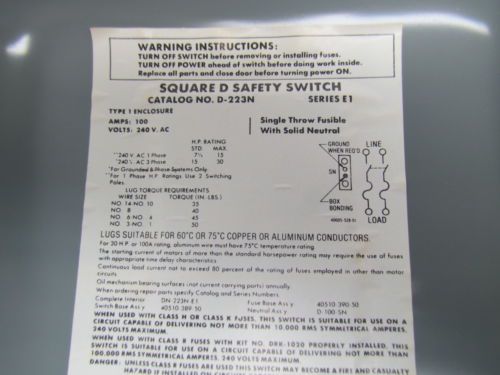 WARNING INSTRUCTIONS:
TURN OFF SWITCH before removing or installing fuses.
TURN OFF POWER ahead of switch before doing work inside.
Replace all parts and close door before turning power ON.
SQUARE D SAFETY SWITCH
CATALOG NO. D-223N SERIES E1
TYPE 1 ENCLOSURE
AMPS: 100
VOLTS: 240 V. AC
Single Throw Fusible
With Solid Neutral
H.P. RATING
STD. MAX.
**240 V. AC 1 Phase 7½ 15
*240 V. AC 3 Phase 15 30
*For Grounded B Phase Systems Only
**For 1 Phase H.P. Ratings Use 2 Switching
Poles
LUG TORQUE REQUIREMENTS
WIRE SIZE TORQUE (IN.-LBS.)
NO. 14-NO. 10 35
NO. 8 40
NO. 6-NO. 4 45
NO. 3-NO. 1 50
GROUND
WHEN REQ'D
LINE
SN
BOX
BONDING
LOAD
LUGS SUITABLE FOR 60°C OR 75°C COPPER OR ALUMINUM CONDUCTORS.
For 30 H.P. or 100A rating, aluminum wire must have 75°C temperature rating.
The starting current of motors of more than the standard horsepower rating may require the use of fuses
with appropriate time delay characteristics.
Continuous load current not to exceed 80 percent of the rating of fuses employed in other than motor
circuits.
Oil mechanism bearing surfaces (not current carrying parts) annually.
When ordering repair parts specify Catalog and Series Numbers.
Complete Interior DN-223N-E1 Fuse Base Ass'y 40510-390-50
Switch Base Ass'y 40510-389-50 Neutral Ass'y D-100-SN
WHEN USED WITH CLASS H OR CLASS K FUSES, THIS SWITCH IS SUITABLE FOR USE ON A
CIRCUIT CAPABLE OF DELIVERING NOT MORE THAN 10,000 RMS SYMMETRICAL AMPERES,
240 VOLTS MAXIMUM
WHEN USED WITH CLASS R FUSES WITH KIT NO. DRK-1020 PROPERLY INSTALLED, THIS
SWITCH IS SUITABLE FOR USE ON A CIRCUIT CAPABLE OF DELIVERING NOT MORE THAN
100,000 RMS SYMMETRICAL AMPERES, 240 VOLTS MAXIMUM.
DANGER: UNLESS CLASS R FUSES ARE USED THIS SWITCH MAY BECOME A FIRE AND CASUALTY
HAZARD IF INSTALLED ON